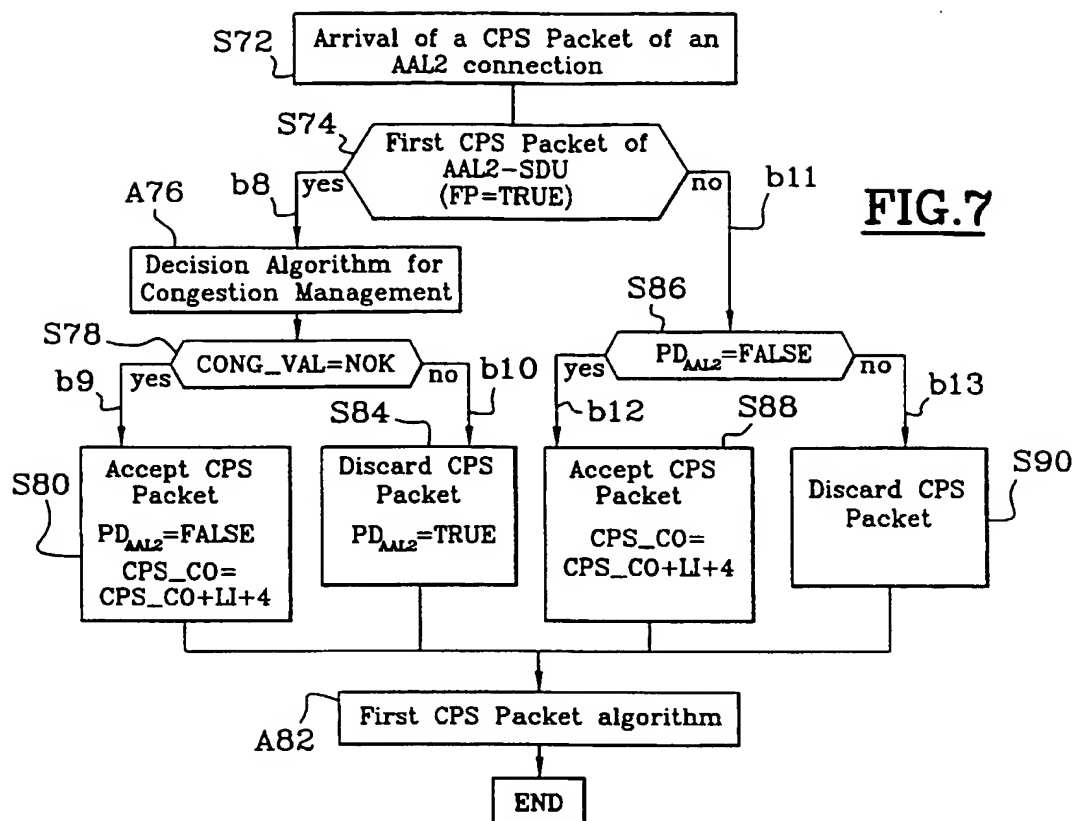 S72
Arrival of a CPS Packet of an
AAL2 connection
S74
First CPS Packet of
AAL2-SDU
(FP=TRUE)
b8
yes
no
b11
FIG.7
A76
Decision Algorithm for
Congestion Management
S78
CONG_VAL=NOK
b9
yes
no
b10
S86
PDAAL2=FALSE
yes
no
b12
b13
S80
Accept CPS
Packet
PDAAL2=FALSE
CPS_CO=
CPS_CO+LI+4
S84
Discard CPS
Packet
PDAAL2=TRUE
S88
Accept CPS
Packet
CPS_CO=
CPS_CO+LI+4
S90
Discard CPS
Packet
A82
First CPS Packet algorithm
END